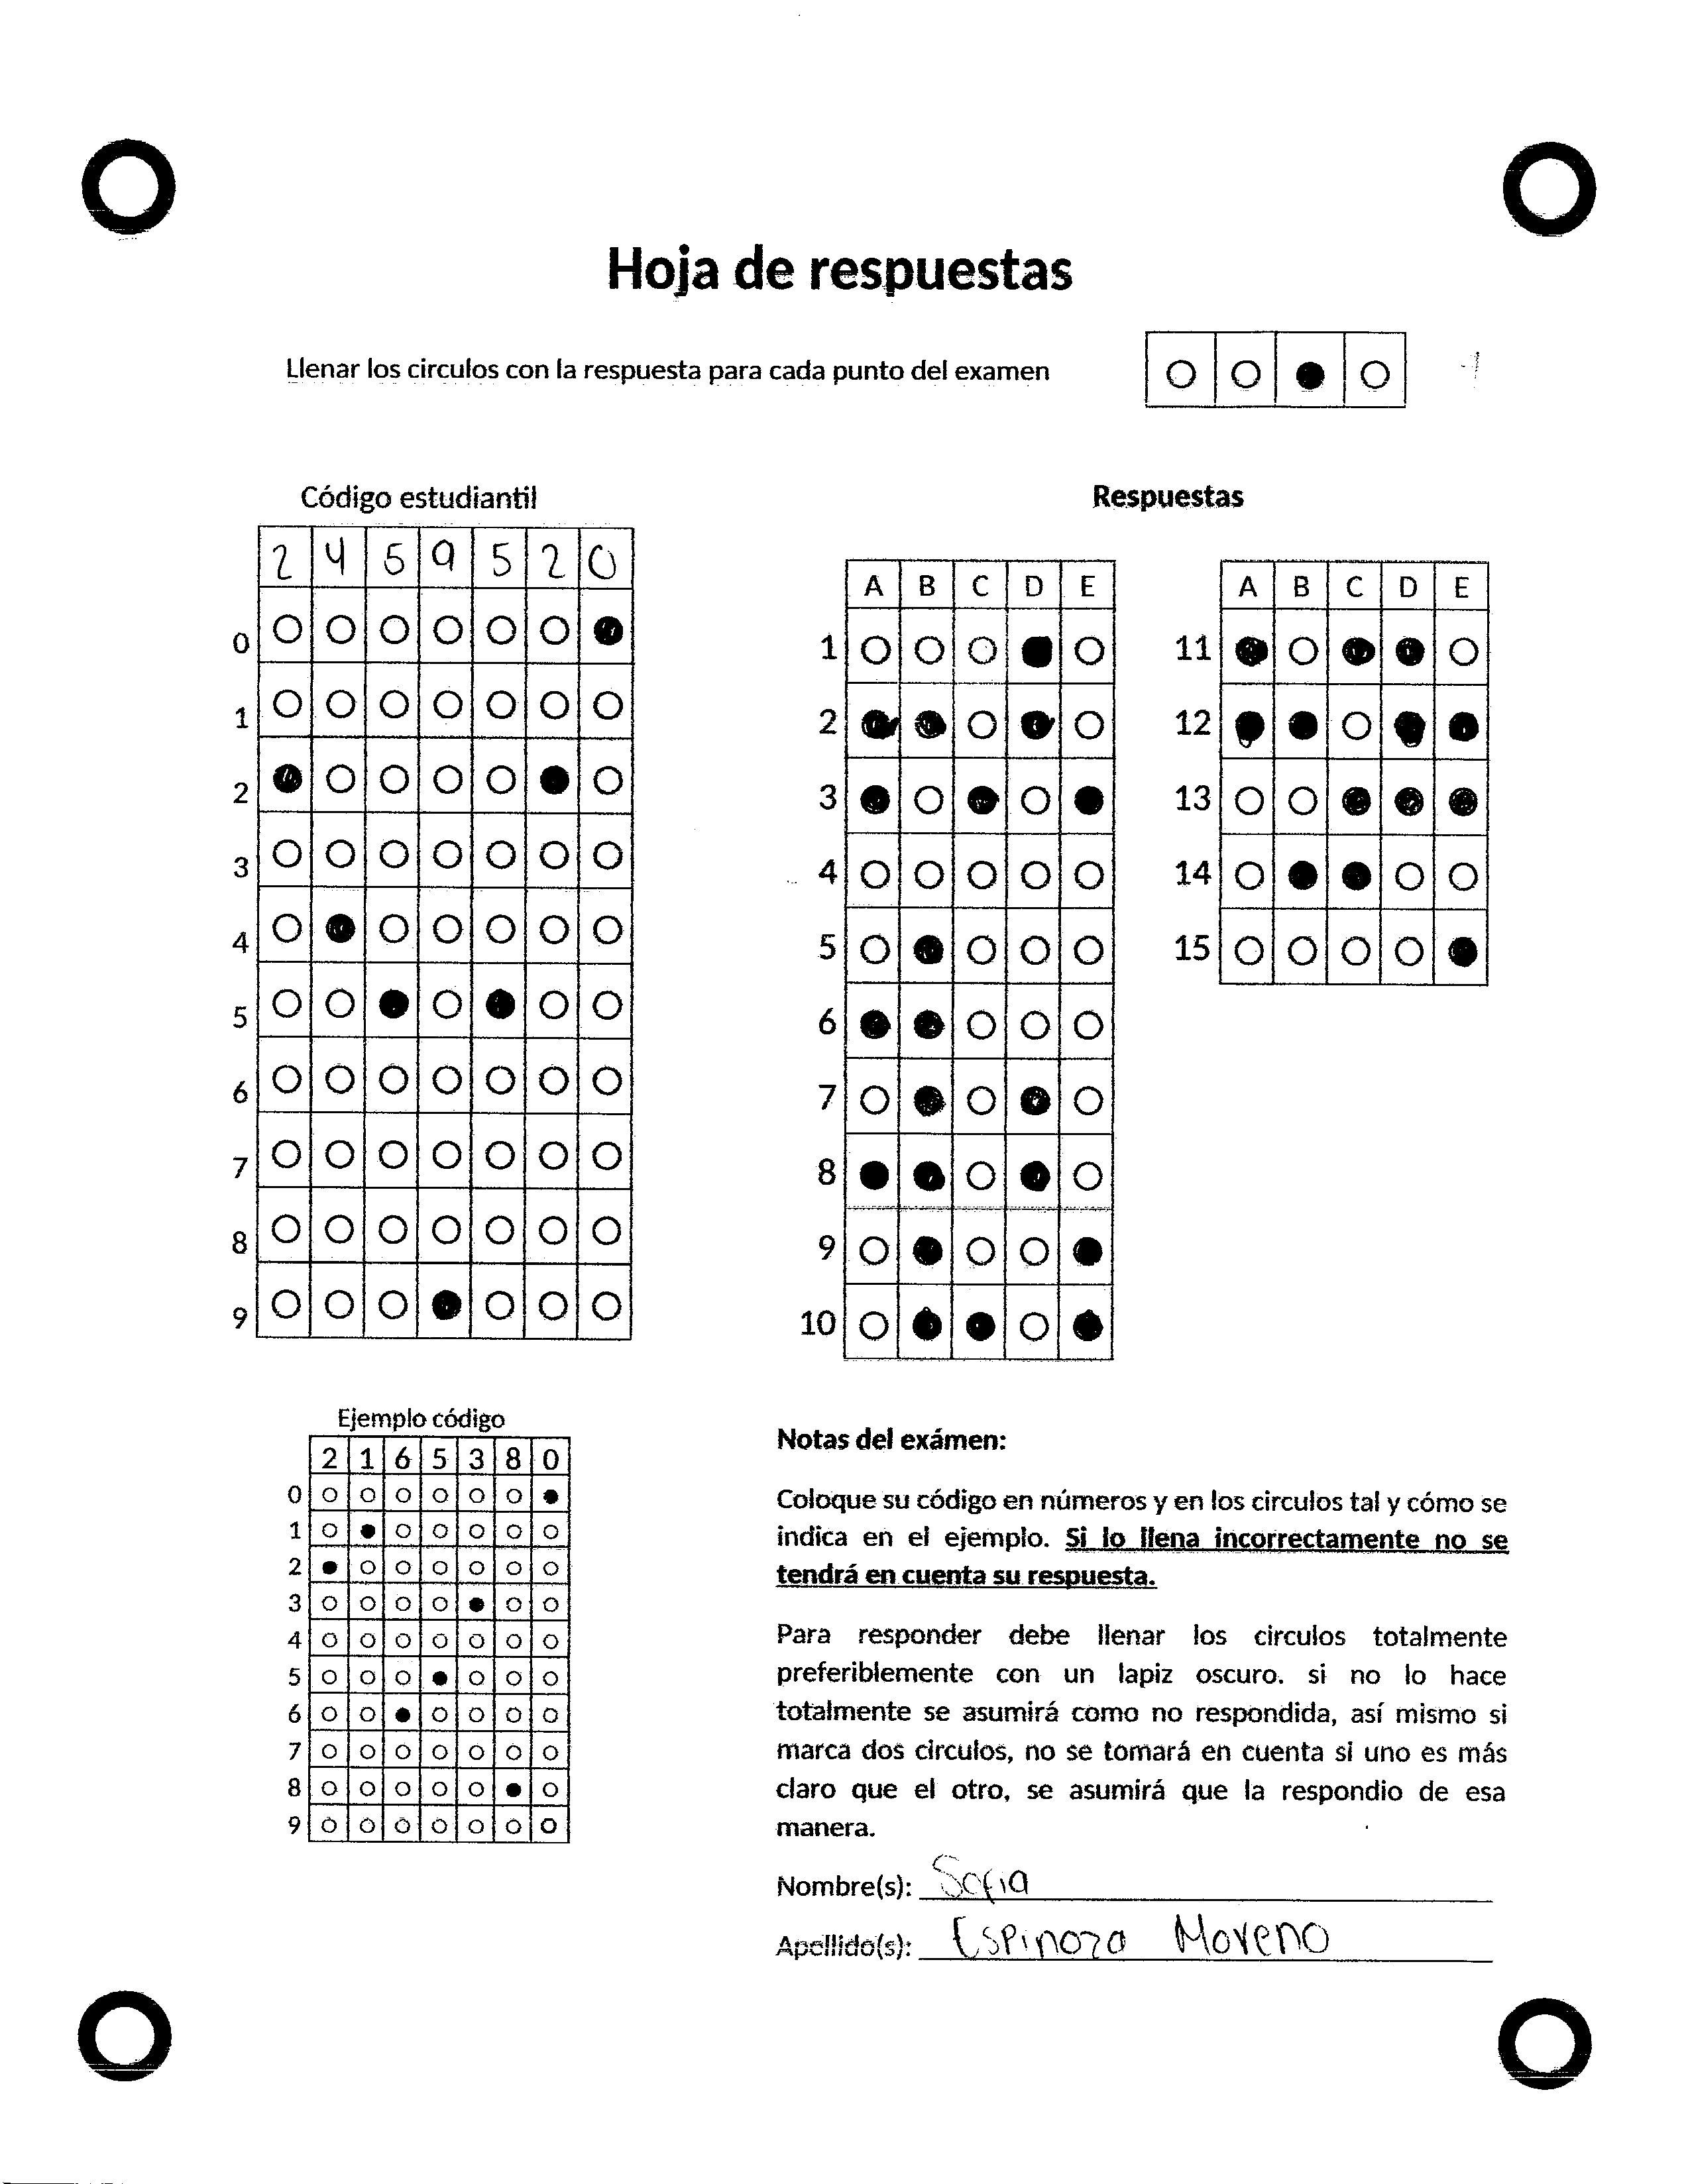 Hoja de respuestas
Llenar los circulos con la respuesta para cada punto del examen
Código estudiantil
2 4 5 9 5 2 0
0
1
2
3
4
5
6
7
8
9
Respuestas
A B C D E
1
2
3
4
5
6
7
8
9
10
A B C D E
11
12
13
14
15
Ejemplo código
2 1 6 5 3 8 0
0
1
2
3
4
5
6
7
8
9
Notas del exámen:
Coloque su código en números y en los circulos tal y cómo se
indica en el ejemplo. Si lo llena incorrectamente no se
tendrá en cuenta su respuesta.
Para responder debe llenar los circulos totalmente
preferiblemente con un lapiz oscuro. si no lo hace
totalmente se asumirá como no respondida, así mismo si
marca dos circulos, no se tomará en cuenta si uno es más
claro que el otro, se asumirá que la respondio de esa
manera.
Nombre(s): Sofia
Apellido(s): Espinoza Moreno